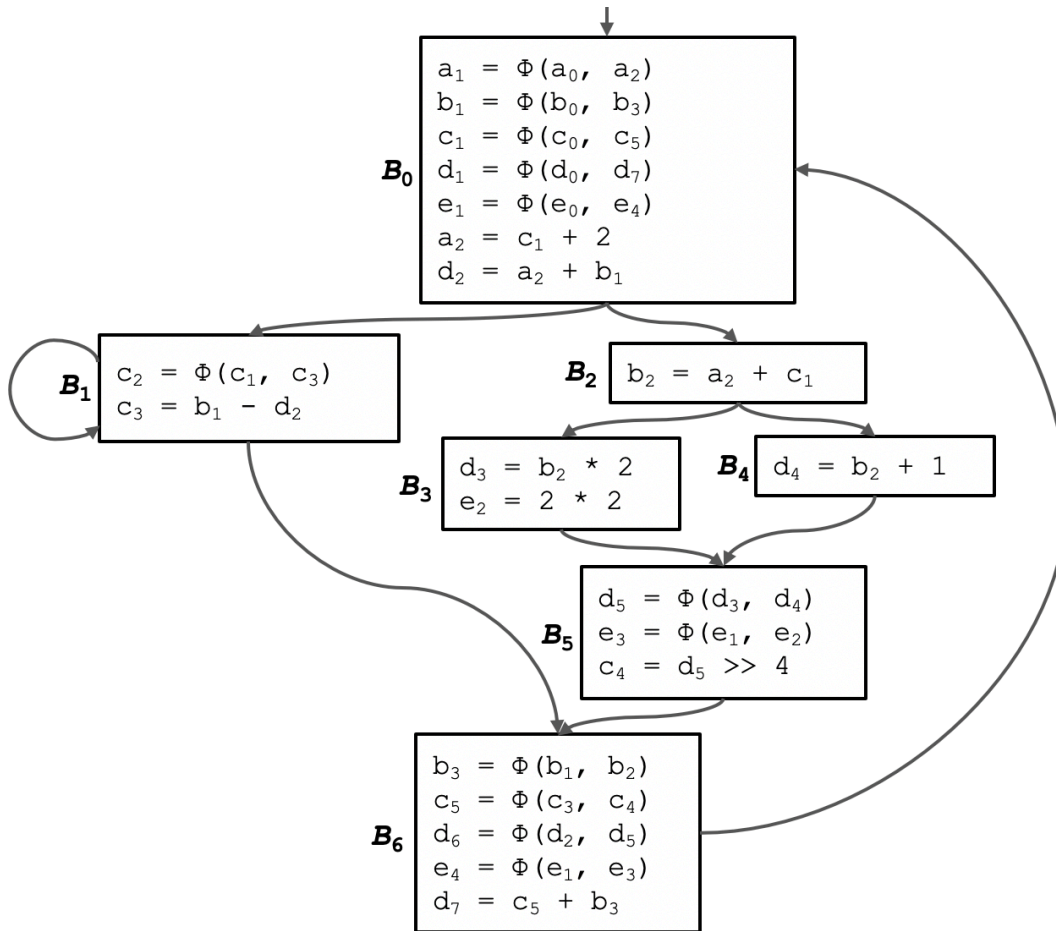 B₀
a₁ = Φ(a₀, a₂)
b₁ = Φ(b₀, b₃)
c₁ = Φ(c₀, c₅)
d₁ = Φ(d₀, d₇)
e₁ = Φ(e₀, e₄)
a₂ = c₁ + 2
d₂ = a₂ + b₁
B₁
c₂ = Φ(c₁, c₃)
c₃ = b₁ - d₂
B₂
b₂ = a₂ + c₁
B₃
d₃ = b₂ * 2
e₂ = 2 * 2
B₄
d₄ = b₂ + 1
B₅
d₅ = Φ(d₃, d₄)
e₃ = Φ(e₁, e₂)
c₄ = d₅ >> 4
B₆
b₃ = Φ(b₁, b₂)
c₅ = Φ(c₃, c₄)
d₆ = Φ(d₂, d₅)
e₄ = Φ(e₁, e₃)
d₇ = c₅ + b₃